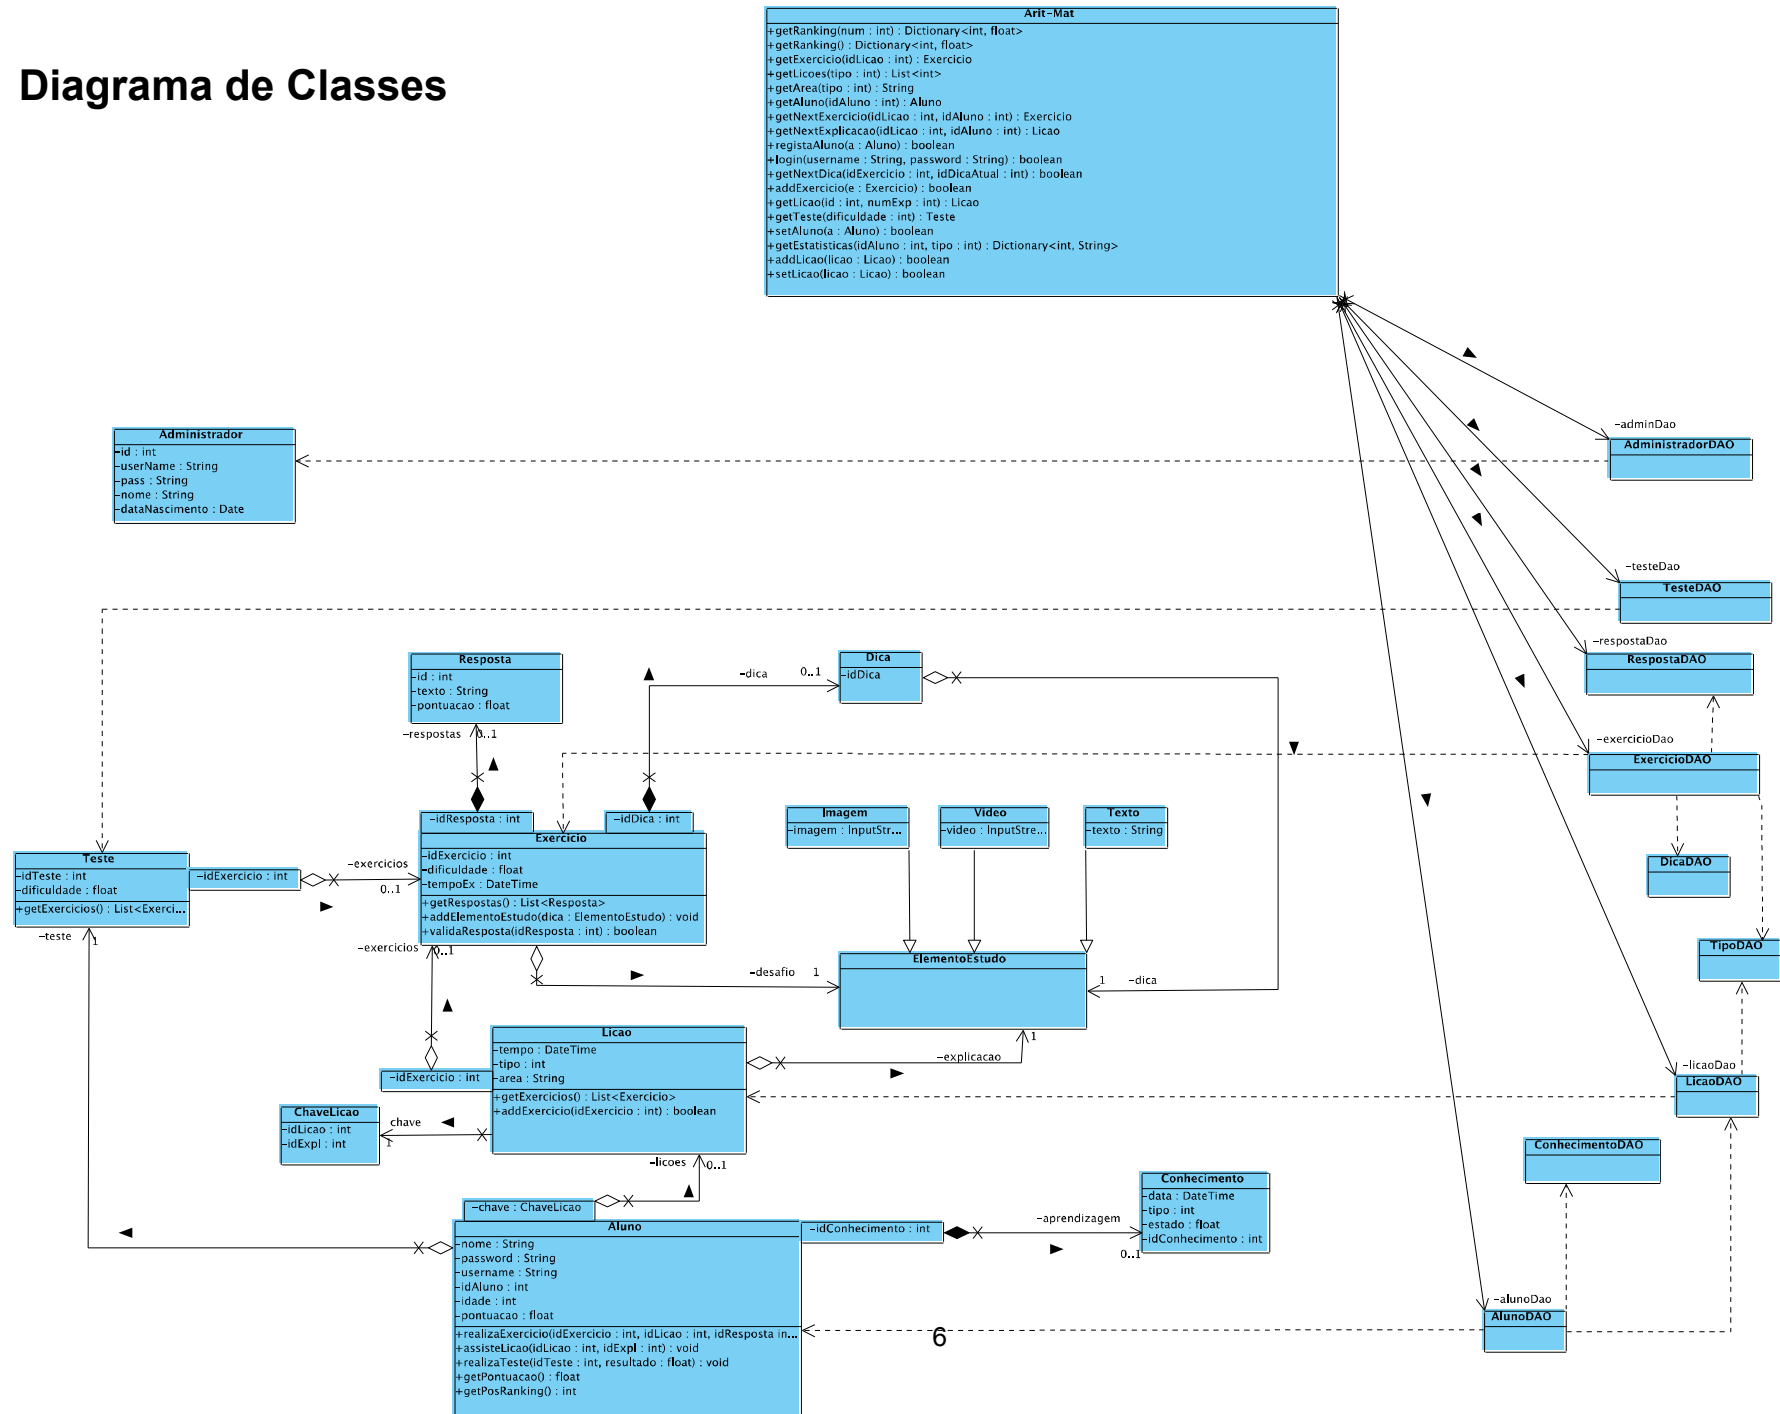 Diagrama de Classes
Arit-Mat
+getRanking(num : int) : Dictionary<int, float>
+getRanking() : Dictionary<int, float>
+getExercicio(idLicao : int) : Exercicio
+getLicoes(tipo : int) : List<int>
+getArea(tipo : int) : String
+getAluno(idAluno : int) : Aluno
+getNextExercicio(idLicao : int, idAluno : int) : Exercicio
+getNextExplicacao(idLicao : int, idAluno : int) : Licao
+registaAluno(a : Aluno) : boolean
+login(username : String, password : String) : boolean
+getNextDica(idExercicio : int, idDicaAtual : int) : boolean
+addExercicio(e : Exercicio) : boolean
+getLicao(id : int, numExp : int) : Licao
+getTeste(dificuldade : int) : Teste
+setAluno(a : Aluno) : boolean
+getEstatisticas(idAluno : int, tipo : int) : Dictionary<int, String>
+addLicao(licao : Licao) : boolean
+setLicao(licao : Licao) : boolean
Administrador
-id : int
-userName : String
-pass : String
-nome : String
-dataNascimento : Date
-adminDao
AdministradorDAO
-testeDao
TesteDAO
-respostaDao
RespostaDAO
-exercicioDao
ExercicioDAO
DicaDAO
TipoDAO
-licaoDao
LicaoDAO
ConhecimentoDAO
-alunoDao
AlunoDAO
Resposta
-id : int
-texto : String
-pontuacao : float
-respostas
0..1
-dica
0..1
Dica
-idDica
-idResposta : int
-idDica : int
Exercicio
-idExercicio : int
-dificuldade : float
-tempoEx : DateTime
+getRespostas() : List<Resposta>
+addElementoEstudo(dica : ElementoEstudo) : void
+validaResposta(idResposta : int) : boolean
Imagem
-imagem : InputStr...
Video
-video : InputStre...
Texto
-texto : String
Teste
-idTeste : int
-dificuldade : float
+getExercicios() : List<Exerci...
-idExercicio : int
-exercicios
0..1
-teste
1
-exercicios
0..1
-desafio
1
ElementoEstudo
1
-dica
Licao
-tempo : DateTime
-tipo : int
-area : String
+getExercicios() : List<Exercicio>
+addExercicio(idExercicio : int) : boolean
-explicacao
1
-idExercicio : int
ChaveLicao
-idLicao : int
-idExpl : int
chave
1
-licoes
0..1
-chave : ChaveLicao
Aluno
-nome : String
-password : String
-username : String
-idAluno : int
-idade : int
-pontuacao : float
+realizaExercicio(idExercicio : int, idLicao : int, idResposta in...
+assisteLicao(idLicao : int, idExpl : int) : void
+realizaTeste(idTeste : int, resultado : float) : void
+getPontuacao() : float
+getPosRanking() : int
-idConhecimento : int
-aprendizagem
0..1
Conhecimento
-data : DateTime
-tipo : int
-estado : float
-idConhecimento : int
6